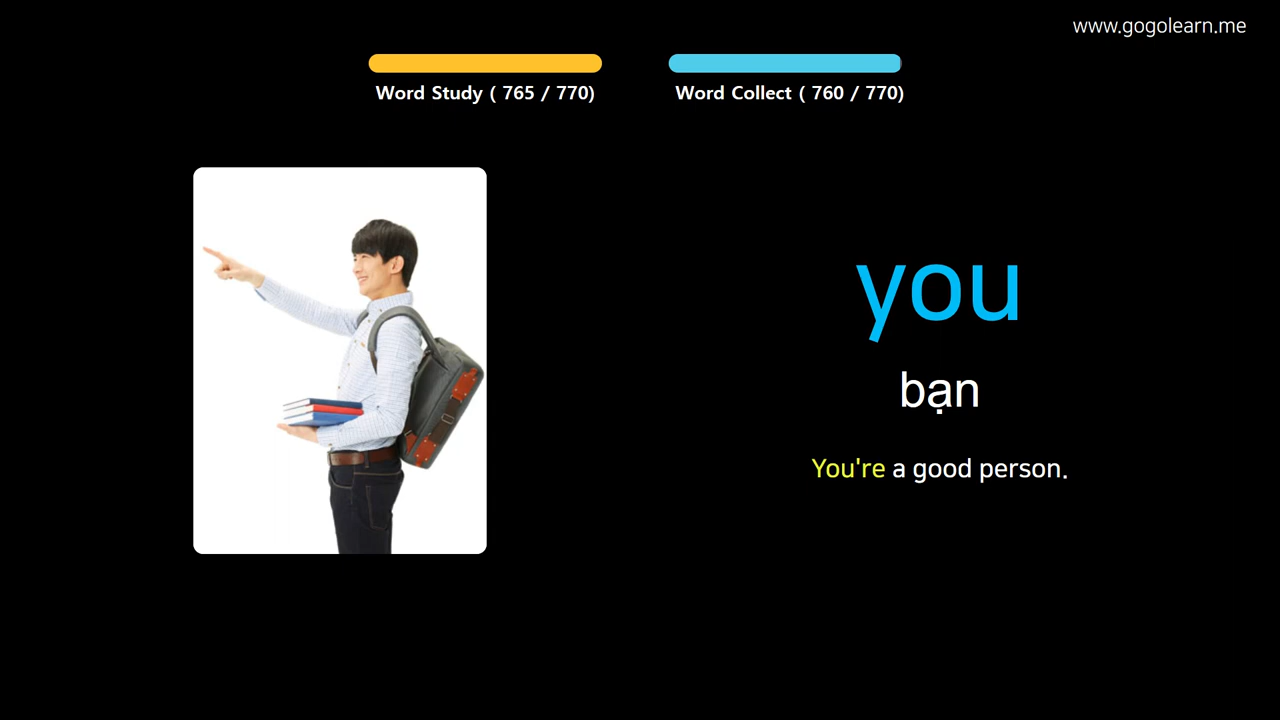 www.gogolearn.me
Word Study ( 765 / 770)
Word Collect ( 760 / 770)
you
bạn
You're a good person.